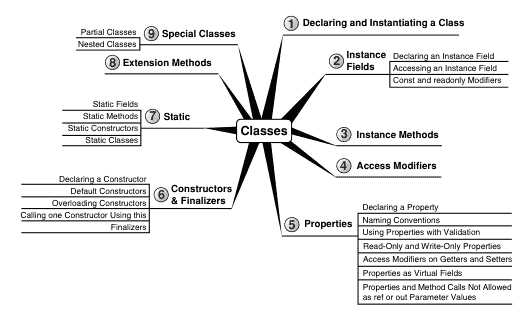 Classes
1 Declaring and Instantiating a Class
2 Instance
Fields
Declaring an Instance Field
Accessing an Instance Field
Const and readonly Modifiers
3 Instance Methods
4 Access Modifiers
5 Properties
Declaring a Property
Naming Conventions
Using Properties with Validation
Read-Only and Write-Only Properties
Access Modifiers on Getters and Setters
Properties as Virtual Fields
Properties and Method Calls Not Allowed
as ref or out Parameter Values
6 Constructors
& Finalizers
Declaring a Constructor
Default Constructors
Overloading Constructors
Calling one Constructor Using this
Finalizers
7 Static
Static Fields
Static Methods
Static Constructors
Static Classes
8 Extension Methods
9 Special Classes
Partial Classes
Nested Classes